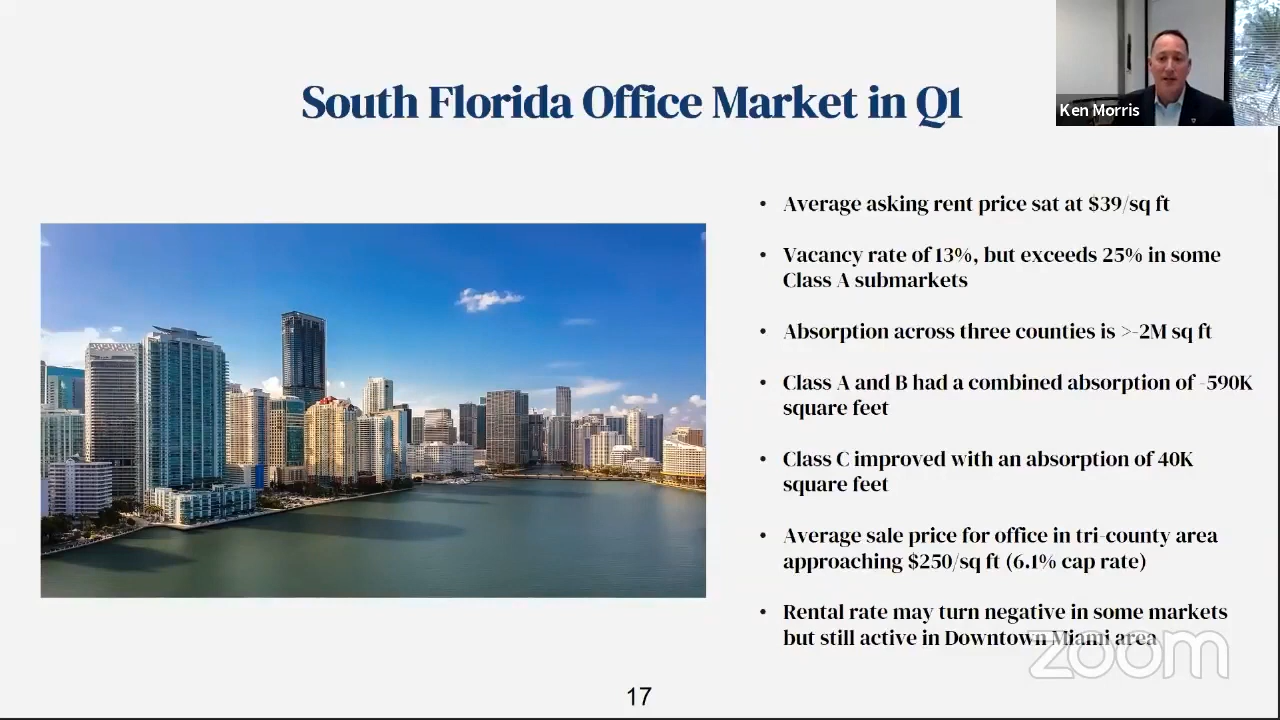 South Florida Office Market in Q1
Ken Morris
• Average asking rent price sat at $39/sq ft
• Vacancy rate of 13%, but exceeds 25% in some
Class A submarkets
• Absorption across three counties is >-2M sq ft
• Class A and B had a combined absorption of -590K
square feet
• Class C improved with an absorption of 40K
square feet
• Average sale price for office in tri-county area
approaching $250/sq ft (6.1% cap rate)
• Rental rate may turn negative in some markets
but still active in Downtown Miami area
zoom
17